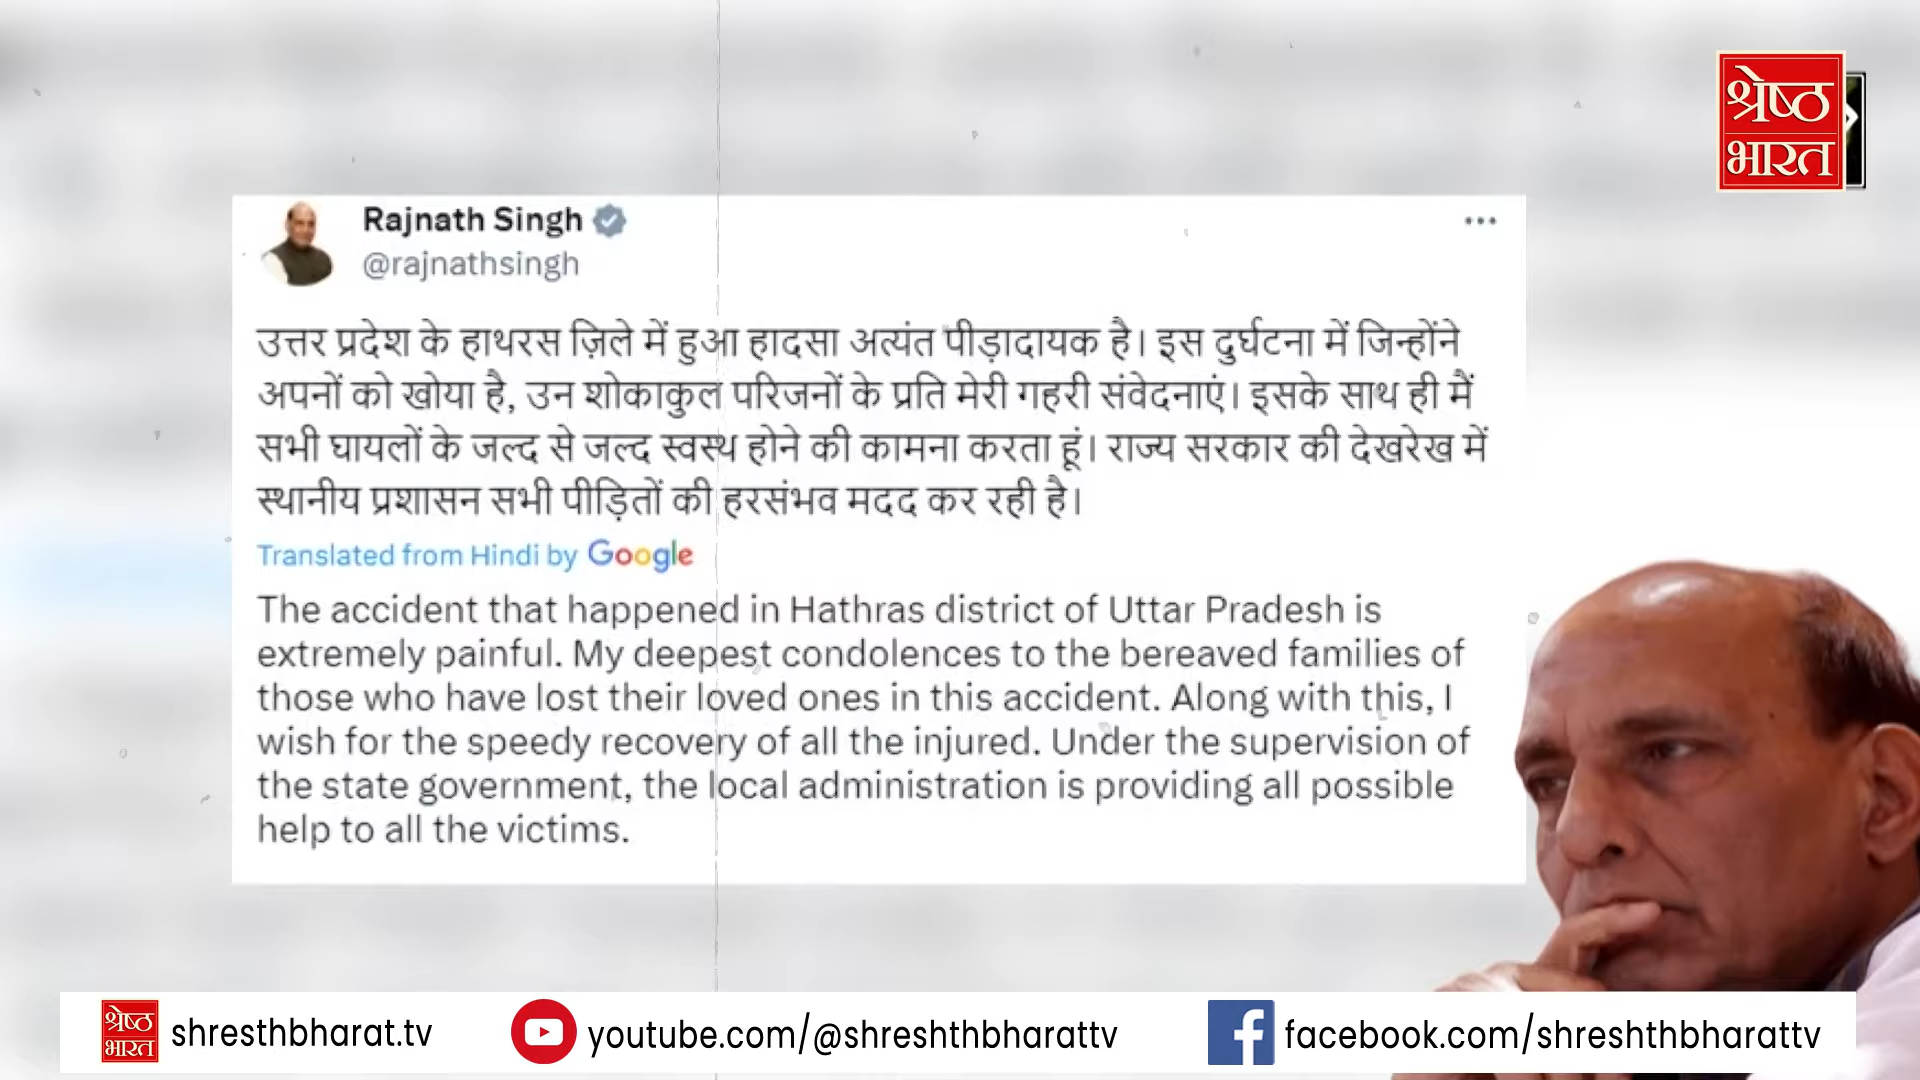 श्रेष्ठ
भारत
Rajnath Singh
@rajnathsingh
उत्तर प्रदेश के हाथरस ज़िले में हुआ हादसा अत्यंत पीड़ादायक है। इस दुर्घटना में जिन्होंने
अपनों को खोया है, उन शोकाकुल परिजनों के प्रति मेरी गहरी संवेदनाएं। इसके साथ ही मैं
सभी घायलों के जल्द से जल्द स्वस्थ होने की कामना करता हूं। राज्य सरकार की देखरेख में
स्थानीय प्रशासन सभी पीड़ितों की हरसंभव मदद कर रही है।
Translated from Hindi by Google
The accident that happened in Hathras district of Uttar Pradesh is
extremely painful. My deepest condolences to the bereaved families of
those who have lost their loved ones in this accident. Along with this, I
wish for the speedy recovery of all the injured. Under the supervision of
the state government, the local administration is providing all possible
help to all the victims.
श्रेष्ठ
भारत
shresthbharat.tv
youtube.com/@shreshthbharattv
facebook.com/shreshthbharattv